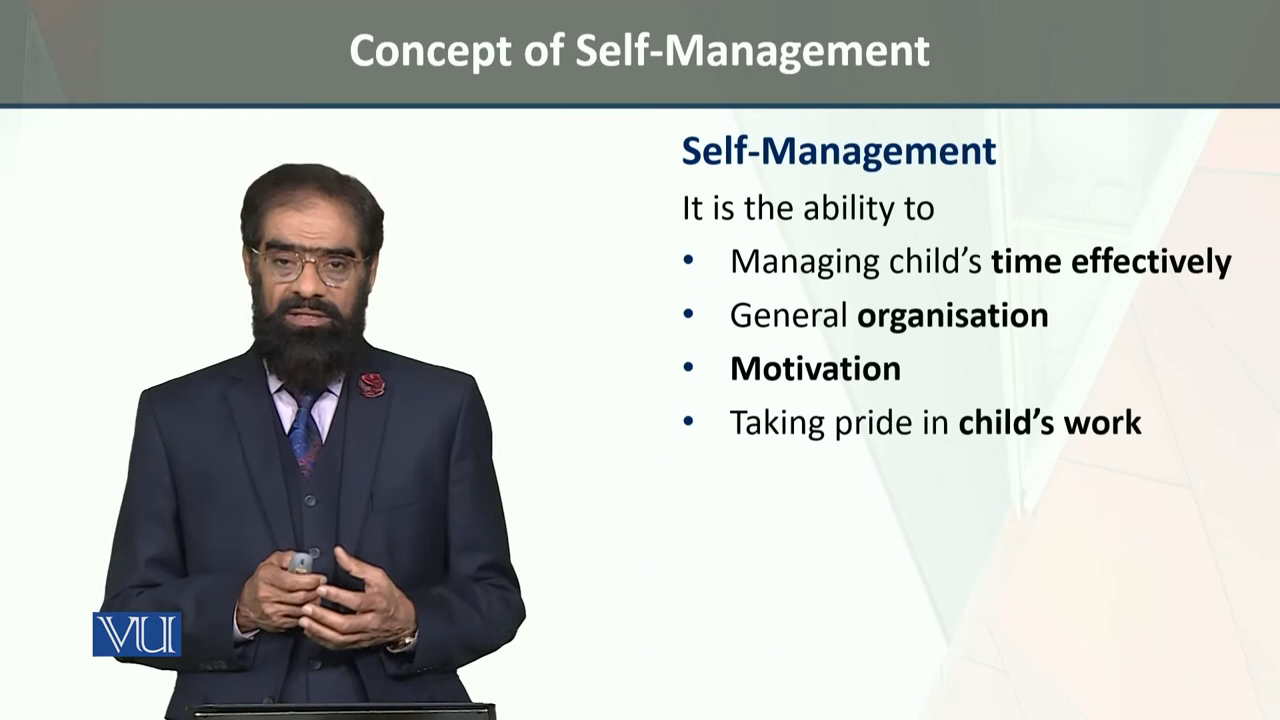 Concept of Self-Management
Self-Management
It is the ability to
• Managing child's time effectively
• General organisation
• Motivation
• Taking pride in child's work
VU